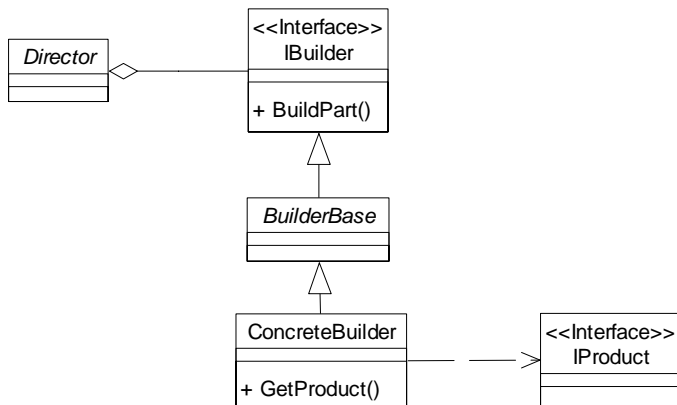 Director
<<Interface>>
IBuilder
+ BuildPart()
BuilderBase
ConcreteBuilder
+ GetProduct()
<<Interface>>
IProduct